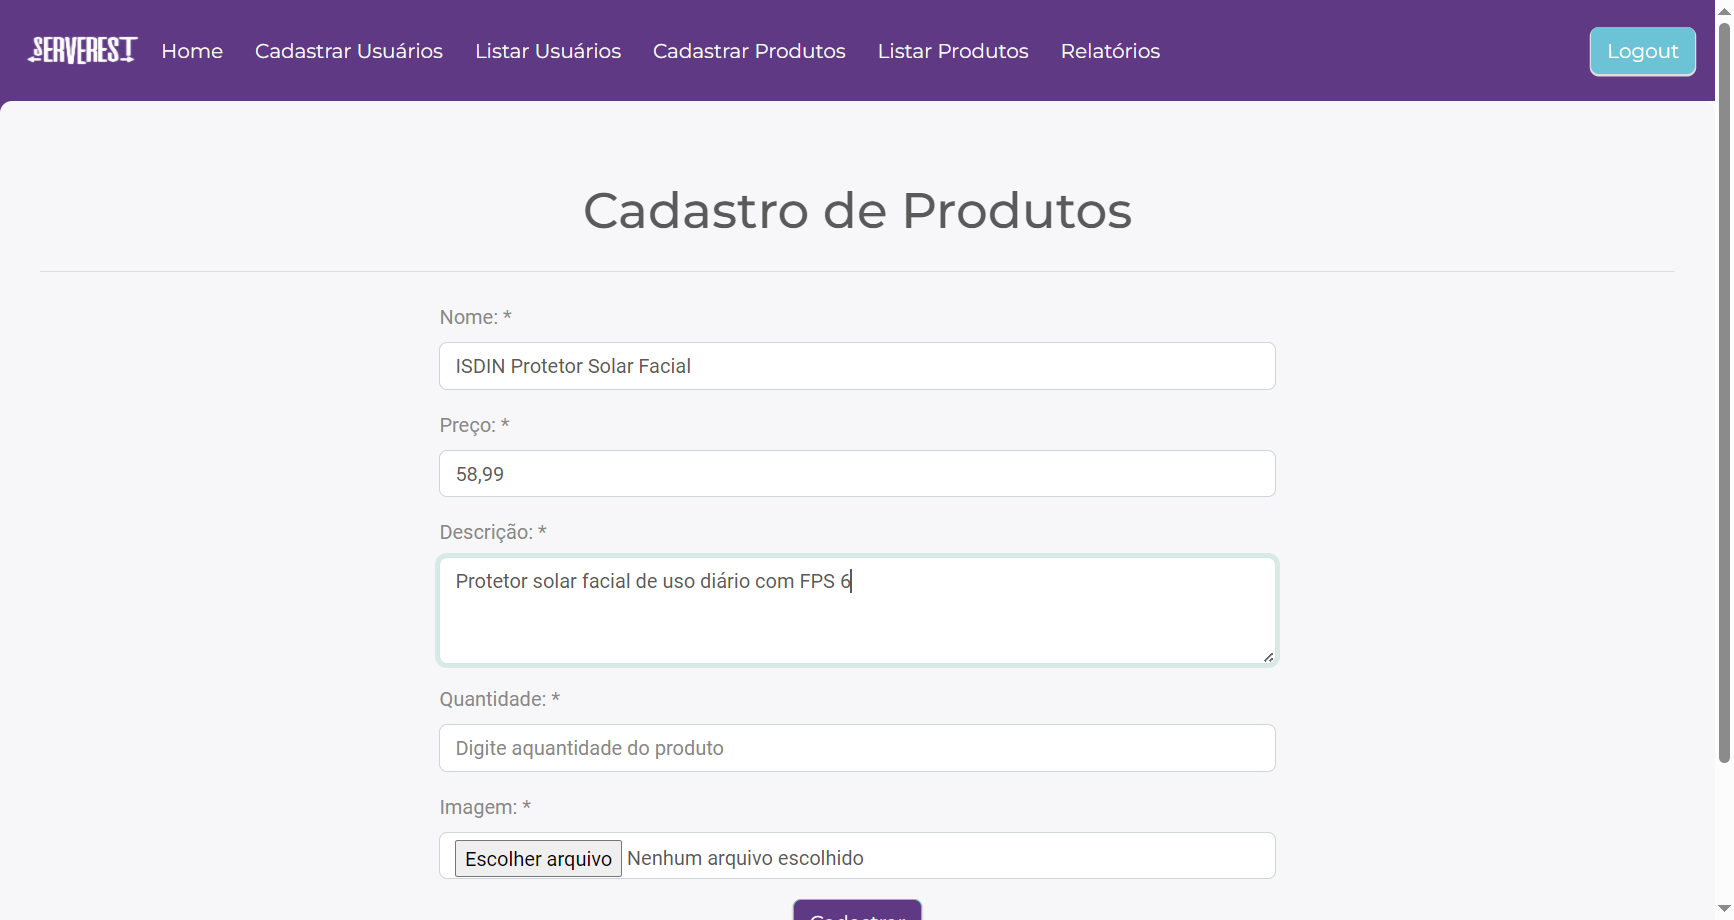 SERVEREST Home Cadastrar Usuários Listar Usuários Cadastrar Produtos Listar Produtos Relatórios Logout
Cadastro de Produtos
Nome: *
ISDIN Protetor Solar Facial
Preço: *
58,99
Descrição: *
Protetor solar facial de uso diário com FPS 6
Quantidade: *
Digite aquantidade do produto
Imagem: *
Escolher arquivo Nenhum arquivo escolhido
Cadastrar